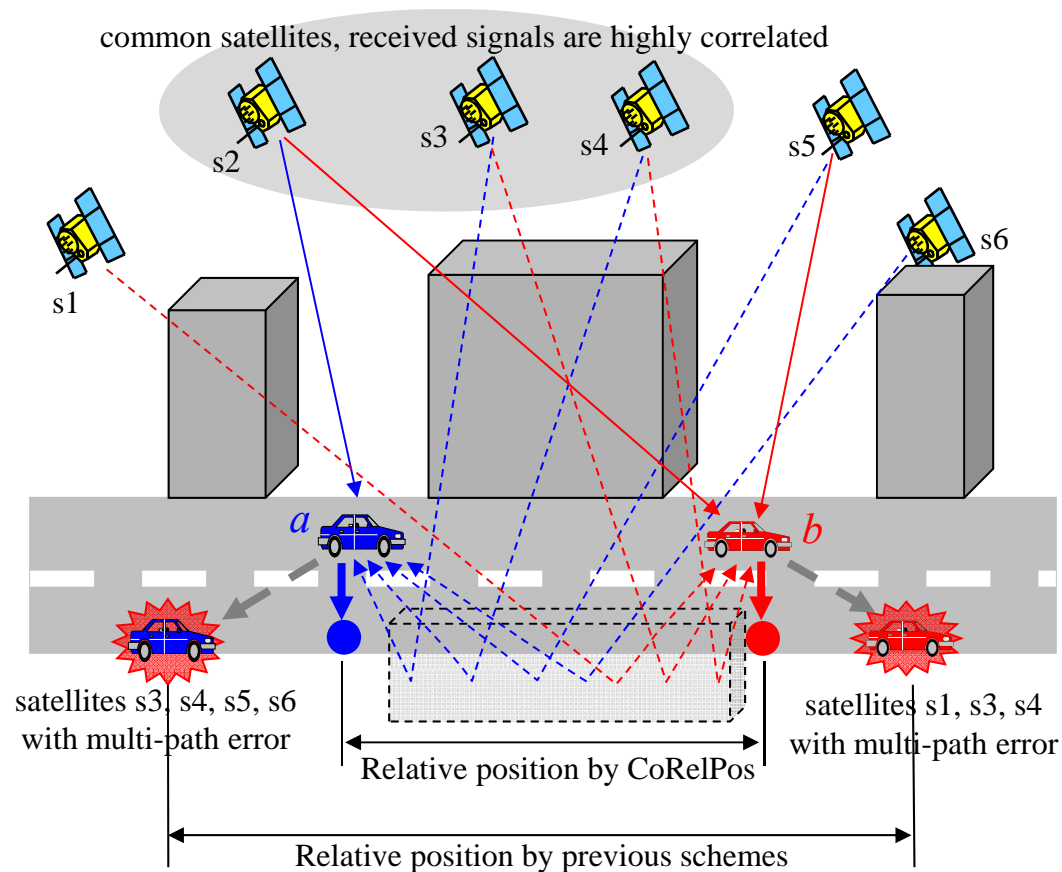 common satellites, received signals are highly correlated
s2
s3
s4
s5
s1
s6
a
b
satellites s3, s4, s5, s6
with multi-path error
satellites s1, s3, s4
with multi-path error
Relative position by CoRelPos
Relative position by previous schemes